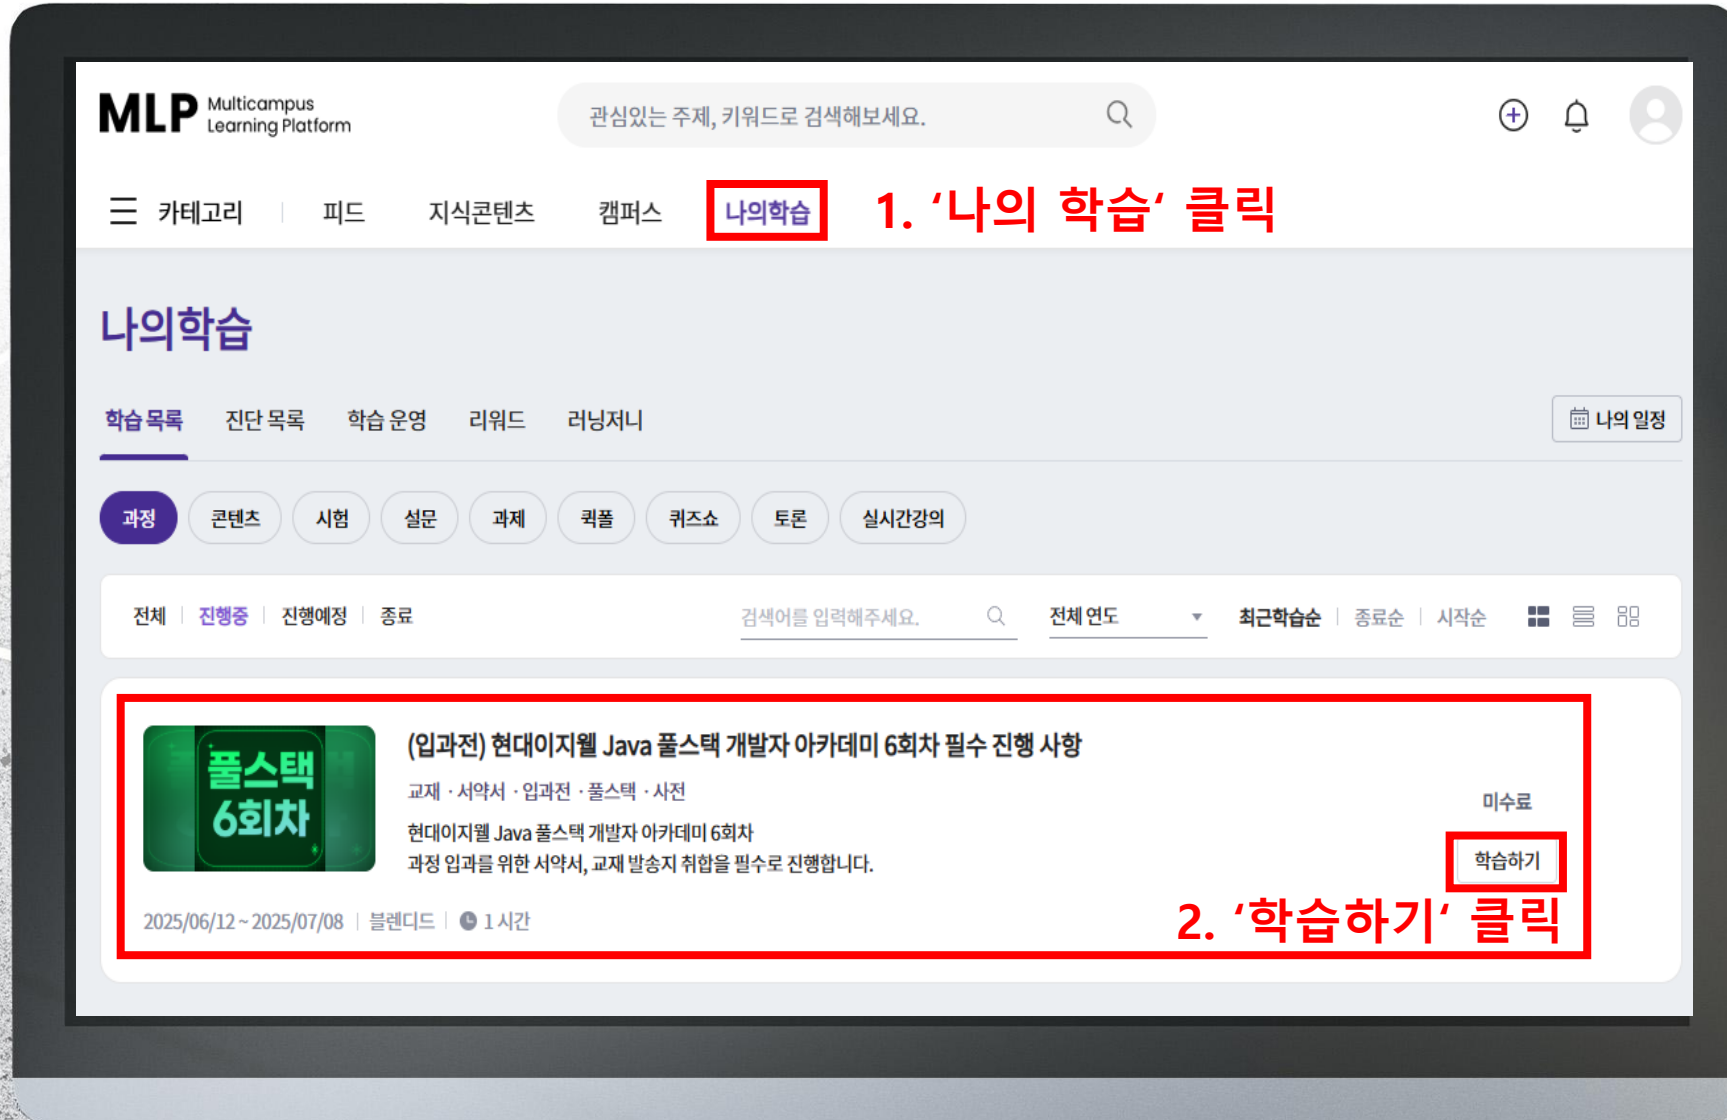 MLP Multicampus Learning Platform
관심있는 주제, 키워드로 검색해보세요.
카테고리 피드 지식콘텐츠 캠퍼스 나의학습 1. ‘나의 학습‘ 클릭
나의학습
학습 목록 진단 목록 학습 운영 리워드 러닝저니 나의 일정
과정 콘텐츠 시험 설문 과제 퀵폴 퀴즈쇼 토론 실시간강의
전체 진행중 진행예정 종료 검색어를 입력해주세요. 전체 연도 최근학습순 종료순 시작순
풀스택
6회차
(입과전) 현대이지웰 Java 풀스택 개발자 아카데미 6회차 필수 진행 사항
교재 · 서약서 · 입과전 · 풀스택 · 사전
현대이지웰 Java 풀스택 개발자 아카데미 6회차
과정 입과를 위한 서약서, 교재 발송지 취합을 필수로 진행합니다.
미수료
학습하기
2025/06/12 ~ 2025/07/08 블렌디드 1 시간
2. ‘학습하기‘ 클릭